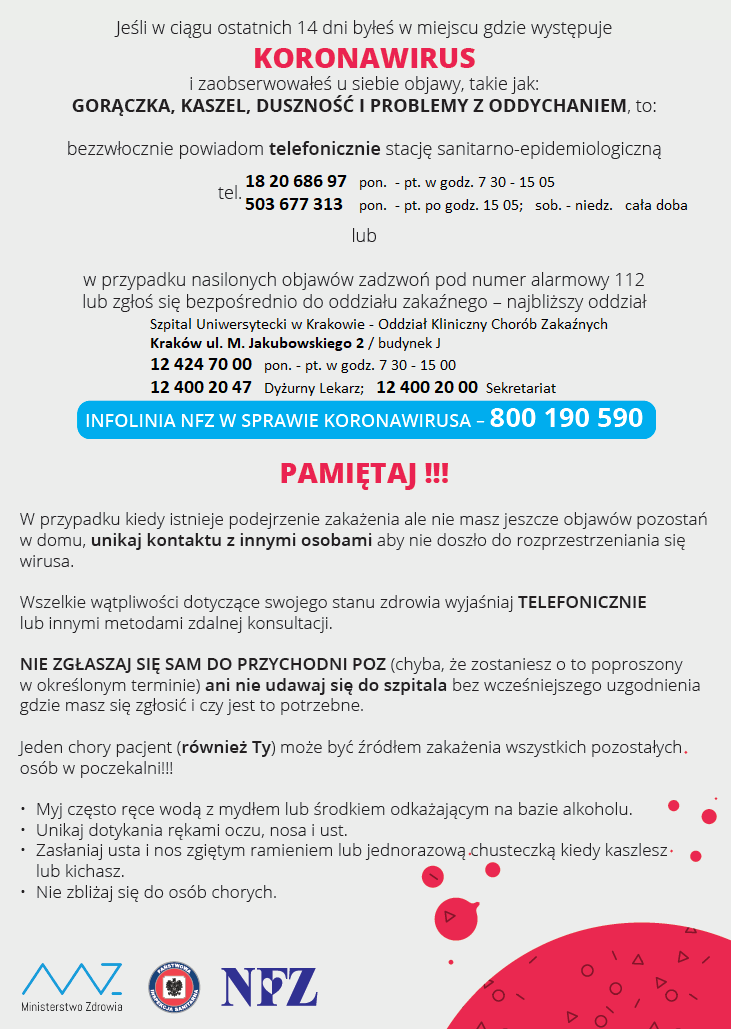 Jeśli w ciągu ostatnich 14 dni byłeś w miejscu gdzie występuje
KORONAWIRUS
i zaobserwowałeś u siebie objawy, takie jak:
GORĄCZKA, KASZEL, DUSZNOŚĆ I PROBLEMY Z ODDYCHANIEM, to:
bezzwłocznie powiadom telefonicznie stację sanitarno-epidemiologiczną
tel. 18 20 686 97 pon. - pt. w godz. 7 30 - 15 05
503 677 313 pon. - pt. po godz. 15 05; sob. - niedz. cała doba
lub
w przypadku nasilonych objawów zadzwoń pod numer alarmowy 112
lub zgłoś się bezpośrednio do oddziału zakaźnego – najbliższy oddział
Szpital Uniwersytecki w Krakowie - Oddział Kliniczny Chorób Zakaźnych
Kraków ul. M. Jakubowskiego 2 / budynek J
12 424 70 00 pon. - pt. w godz. 7 30 - 15 00
12 400 20 47 Dyżurny Lekarz; 12 400 20 00 Sekretariat
INFOLINIA NFZ W SPRAWIE KORONAWIRUSA – 800 190 590
PAMIĘTAJ !!!
W przypadku kiedy istnieje podejrzenie zakażenia ale nie masz jeszcze objawów pozostań
w domu, unikaj kontaktu z innymi osobami aby nie doszło do rozprzestrzeniania się
wirusa.
Wszelkie wątpliwości dotyczące swojego stanu zdrowia wyjaśniaj TELEFONICZNIE
lub innymi metodami zdalnej konsultacji.
NIE ZGŁASZAJ SIĘ SAM DO PRZYCHODNI POZ (chyba, że zostaniesz o to poproszony
w określonym terminie) ani nie udawaj się do szpitala bez wcześniejszego uzgodnienia
gdzie masz się zgłosić i czy jest to potrzebne.
Jeden chory pacjent (również Ty) może być źródłem zakażenia wszystkich pozostałych
osób w poczekalni!!!
• Myj często ręce wodą z mydłem lub środkiem odkażającym na bazie alkoholu.
• Unikaj dotykania rękami oczu, nosa i ust.
• Zasłaniaj usta i nos zgiętym ramieniem lub jednorazową chusteczką kiedy kaszlesz
lub kichasz.
• Nie zbliżaj się do osób chorych.
Ministerstwo Zdrowia
PAŃSTWOWA
INSPEKCJA SANITARNA
NFZ